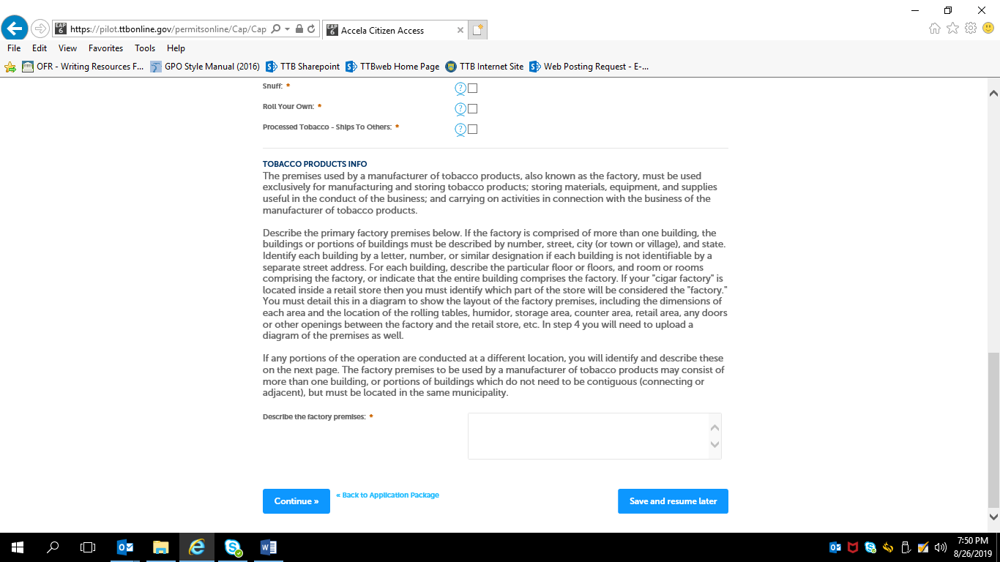 https://pilot.ttbonline.gov/permitsonline/Cap/Cap
EAP 6
EAP 6 Accela Citizen Access
File Edit View Favorites Tools Help
OFR - Writing Resources F... GPO Style Manual (2016) TTB Sharepoint TTBweb Home Page TTB Internet Site Web Posting Request - E-...
Snuff: * ?
Roll Your Own: * ?
Processed Tobacco - Ships To Others: * ?
TOBACCO PRODUCTS INFO
The premises used by a manufacturer of tobacco products, also known as the factory, must be used
exclusively for manufacturing and storing tobacco products; storing materials, equipment, and supplies
useful in the conduct of the business; and carrying on activities in connection with the business of the
manufacturer of tobacco products.
Describe the primary factory premises below. If the factory is comprised of more than one building, the
buildings or portions of buildings must be described by number, street, city (or town or village), and state.
Identify each building by a letter, number, or similar designation if each building is not identifiable by a
separate street address. For each building, describe the particular floor or floors, and room or rooms
comprising the factory, or indicate that the entire building comprises the factory. If your "cigar factory" is
located inside a retail store then you must identify which part of the store will be considered the "factory."
You must detail this in a diagram to show the layout of the factory premises, including the dimensions of
each area and the location of the rolling tables, humidor, storage area, counter area, retail area, any doors
or other openings between the factory and the retail store, etc. In step 4 you will need to upload a
diagram of the premises as well.
If any portions of the operation are conducted at a different location, you will identify and describe these
on the next page. The factory premises to be used by a manufacturer of tobacco products may consist of
more than one building, or portions of buildings which do not need to be contiguous (connecting or
adjacent), but must be located in the same municipality.
Describe the factory premises: *
Continue » « Back to Application Package Save and resume later
7:50 PM
8/26/2019